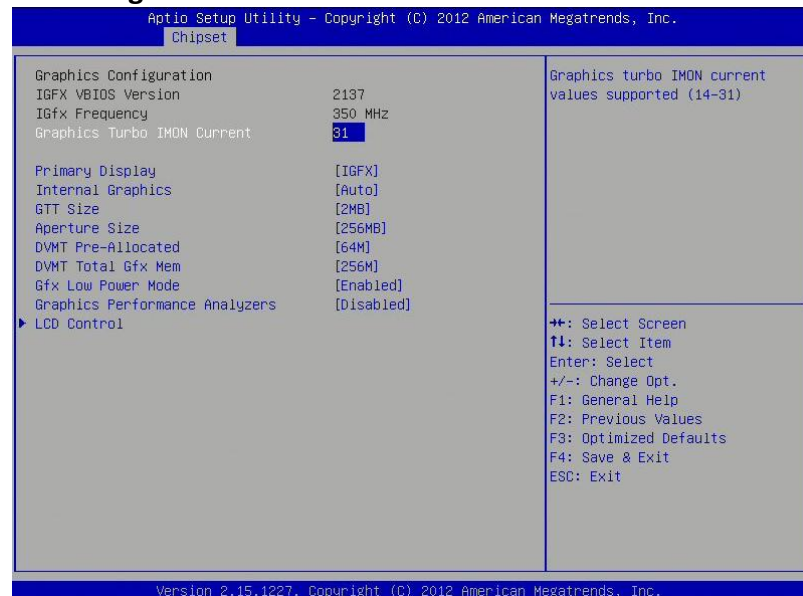 Aptio Setup Utility – Copyright (C) 2012 American Megatrends, Inc.
Chipset
Graphics Configuration
IGFX VBIOS Version 2137
IGfx Frequency 350 MHz
Graphics Turbo IMON Current 31
Primary Display [IGFX]
Internal Graphics [Auto]
GTT Size [2MB]
Aperture Size [256MB]
DVMT Pre-Allocated [64M]
DVMT Total Gfx Mem [256M]
Gfx Low Power Mode [Enabled]
Graphics Performance Analyzers [Disabled]
LCD Control
Graphics turbo IMON current
values supported (14-31)
→←: Select Screen
↑↓: Select Item
Enter: Select
+/-: Change Opt.
F1: General Help
F2: Previous Values
F3: Optimized Defaults
F4: Save & Exit
ESC: Exit
Version 2.15.1227. Copyright (C) 2012 American Megatrends, Inc.